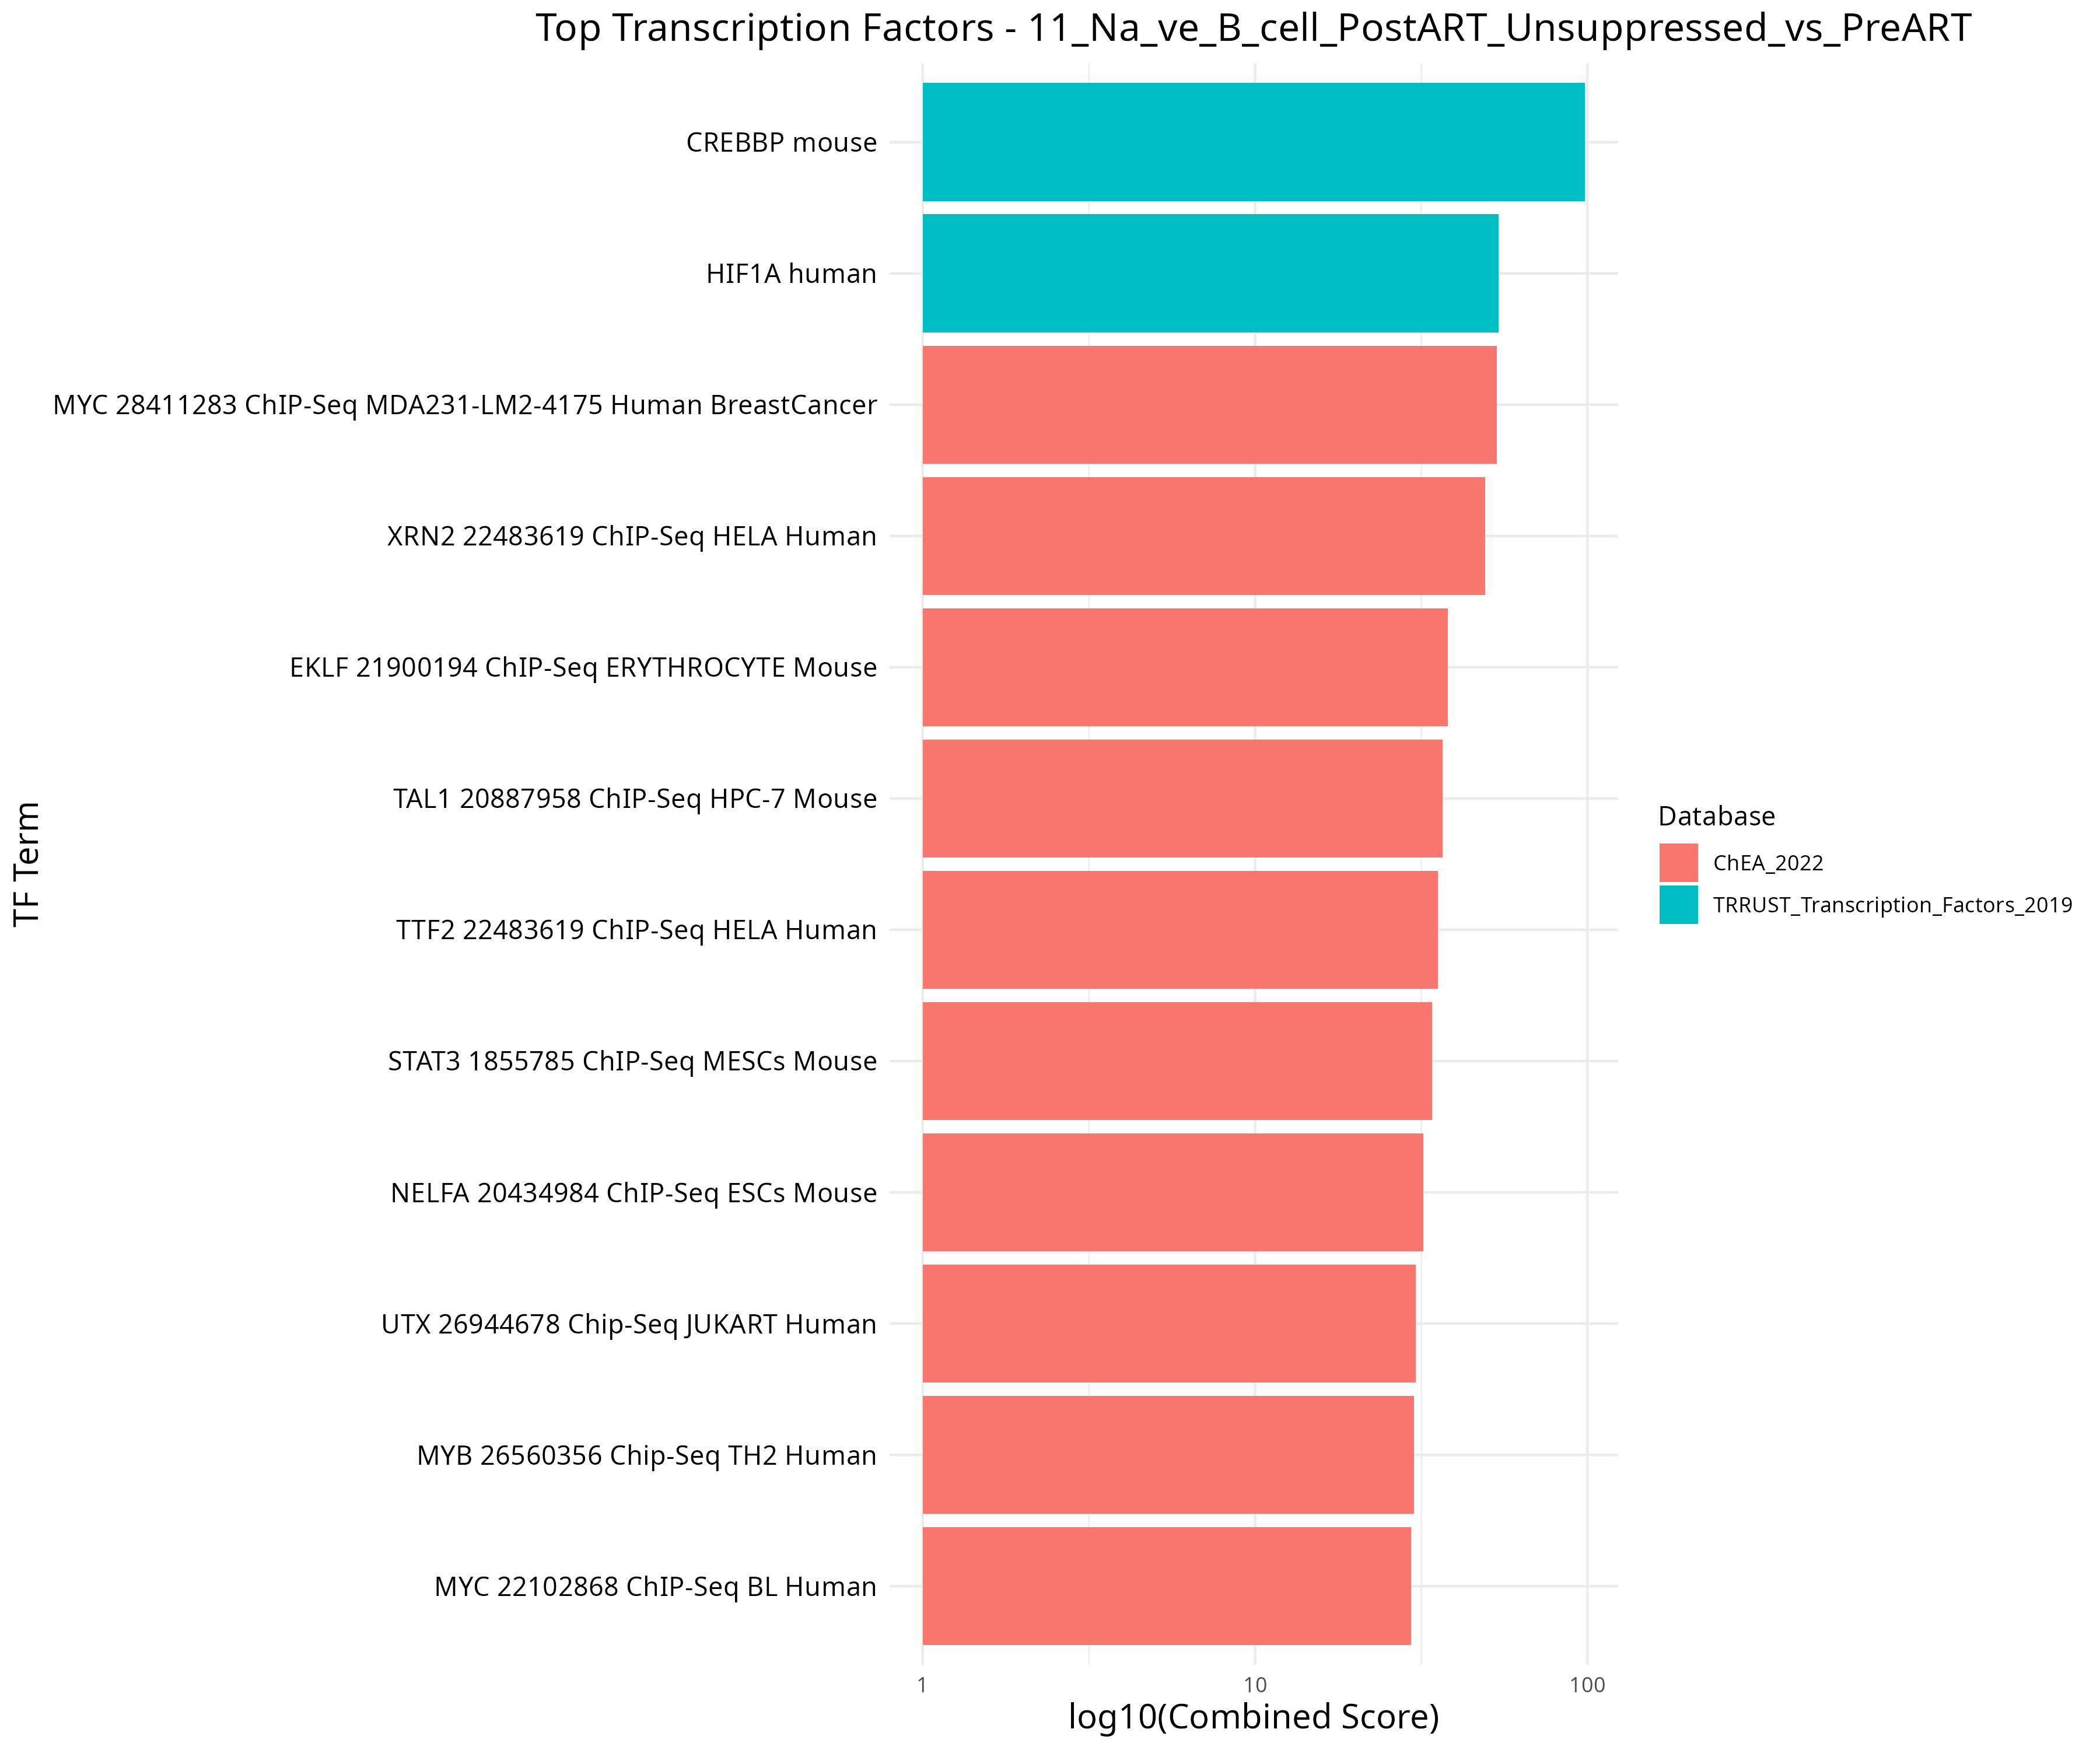 Top Transcription Factors - 11_Na_ve_B_cell_PostART_Unsuppressed_vs_PreART
CREBBP mouse
HIF1A human
MYC 28411283 ChIP-Seq MDA231-LM2-4175 Human BreastCancer
XRN2 22483619 ChIP-Seq HELA Human
EKLF 21900194 ChIP-Seq ERYTHROCYTE Mouse
TAL1 20887958 ChIP-Seq HPC-7 Mouse
TTF2 22483619 ChIP-Seq HELA Human
STAT3 1855785 ChIP-Seq MESCs Mouse
NELFA 20434984 ChIP-Seq ESCs Mouse
UTX 26944678 Chip-Seq JUKART Human
MYB 26560356 Chip-Seq TH2 Human
MYC 22102868 ChIP-Seq BL Human
TF Term
1 10 100
log10(Combined Score)
Database
ChEA_2022
TRRUST_Transcription_Factors_2019